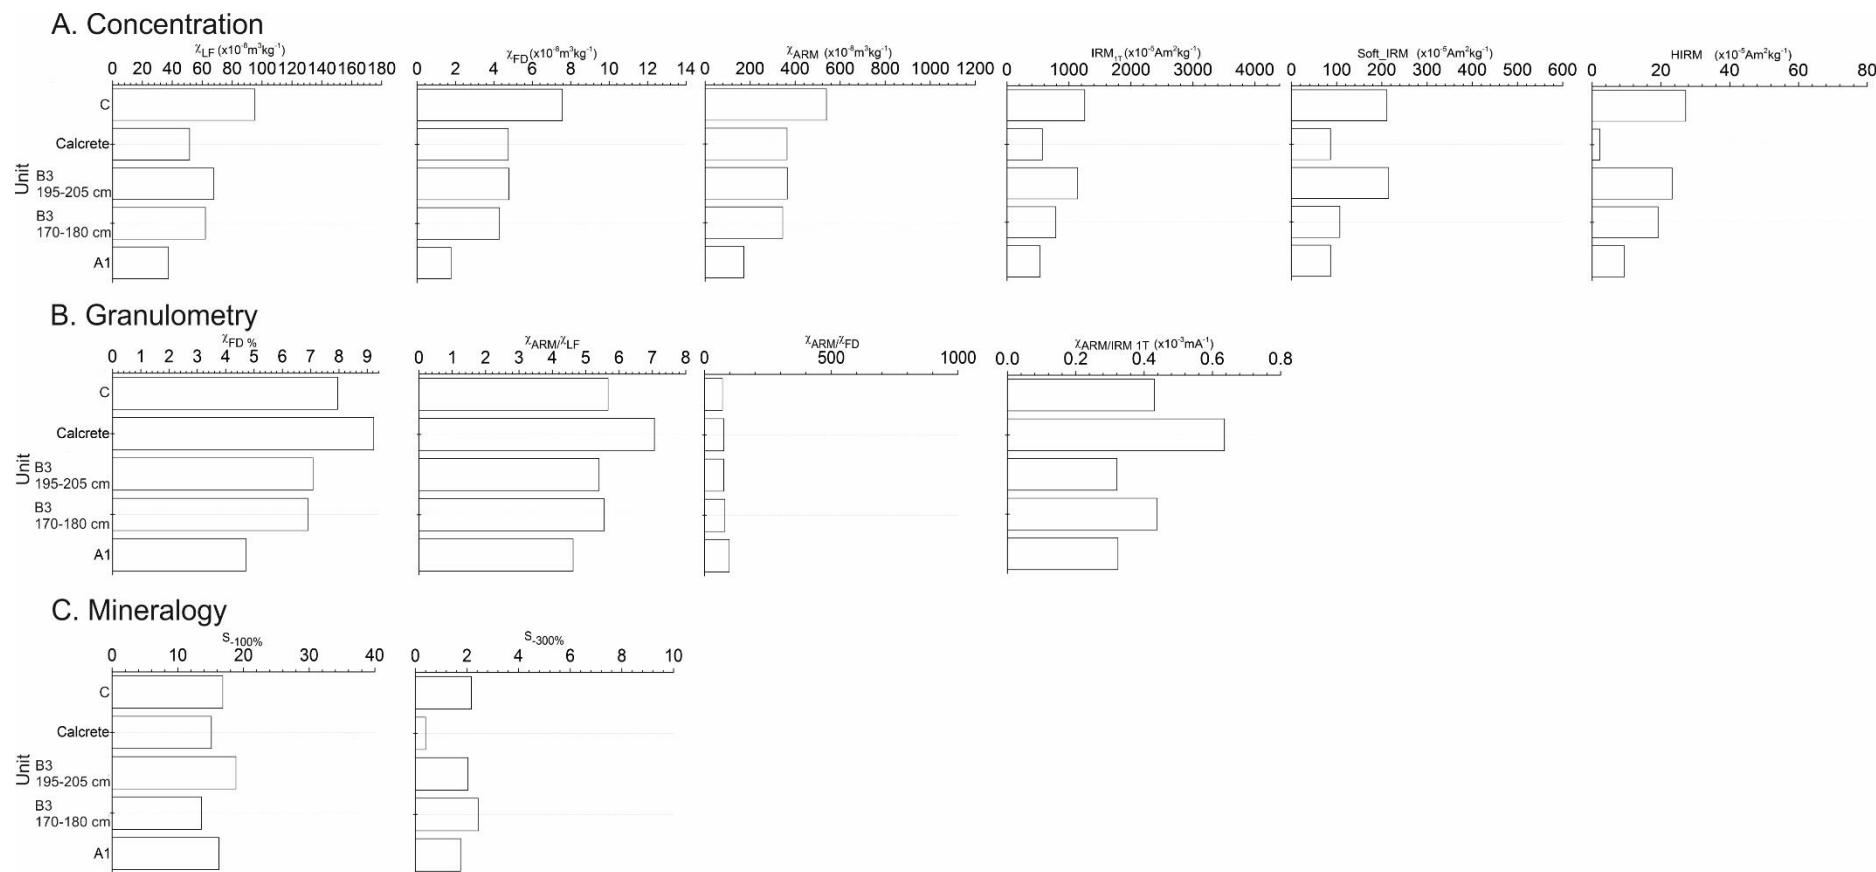 A. Concentration
χLF (x10⁻⁸m³kg⁻¹)
0 20 40 60 80 100 120 140 160 180
χFD(x10⁻⁸m³kg⁻¹)
0 2 4 6 8 10 12 14
χARM (x10⁻⁸m³kg⁻¹)
0 200 400 600 800 1000 1200
IRM1T(x10⁻⁵Am²kg⁻¹)
0 1000 2000 3000 4000
Soft_IRM (x10⁻⁵Am²kg⁻¹)
0 100 200 300 400 500 600
HIRM (x10⁻⁵Am²kg⁻¹)
0 20 40 60 80
Unit
C
Calcrete
B3
195-205 cm
B3
170-180 cm
A1
B. Granulometry
χFD %
0 1 2 3 4 5 6 7 8 9
χARM/χLF
0 1 2 3 4 5 6 7 8
χARM/χFD
0 500 1000
χARM/IRM 1T (x10⁻³mA⁻¹)
0.0 0.2 0.4 0.6 0.8
Unit
C
Calcrete
B3
195-205 cm
B3
170-180 cm
A1
C. Mineralogy
S-100%
0 10 20 30 40
S-300%
0 2 4 6 8 10
Unit
C
Calcrete
B3
195-205 cm
B3
170-180 cm
A1